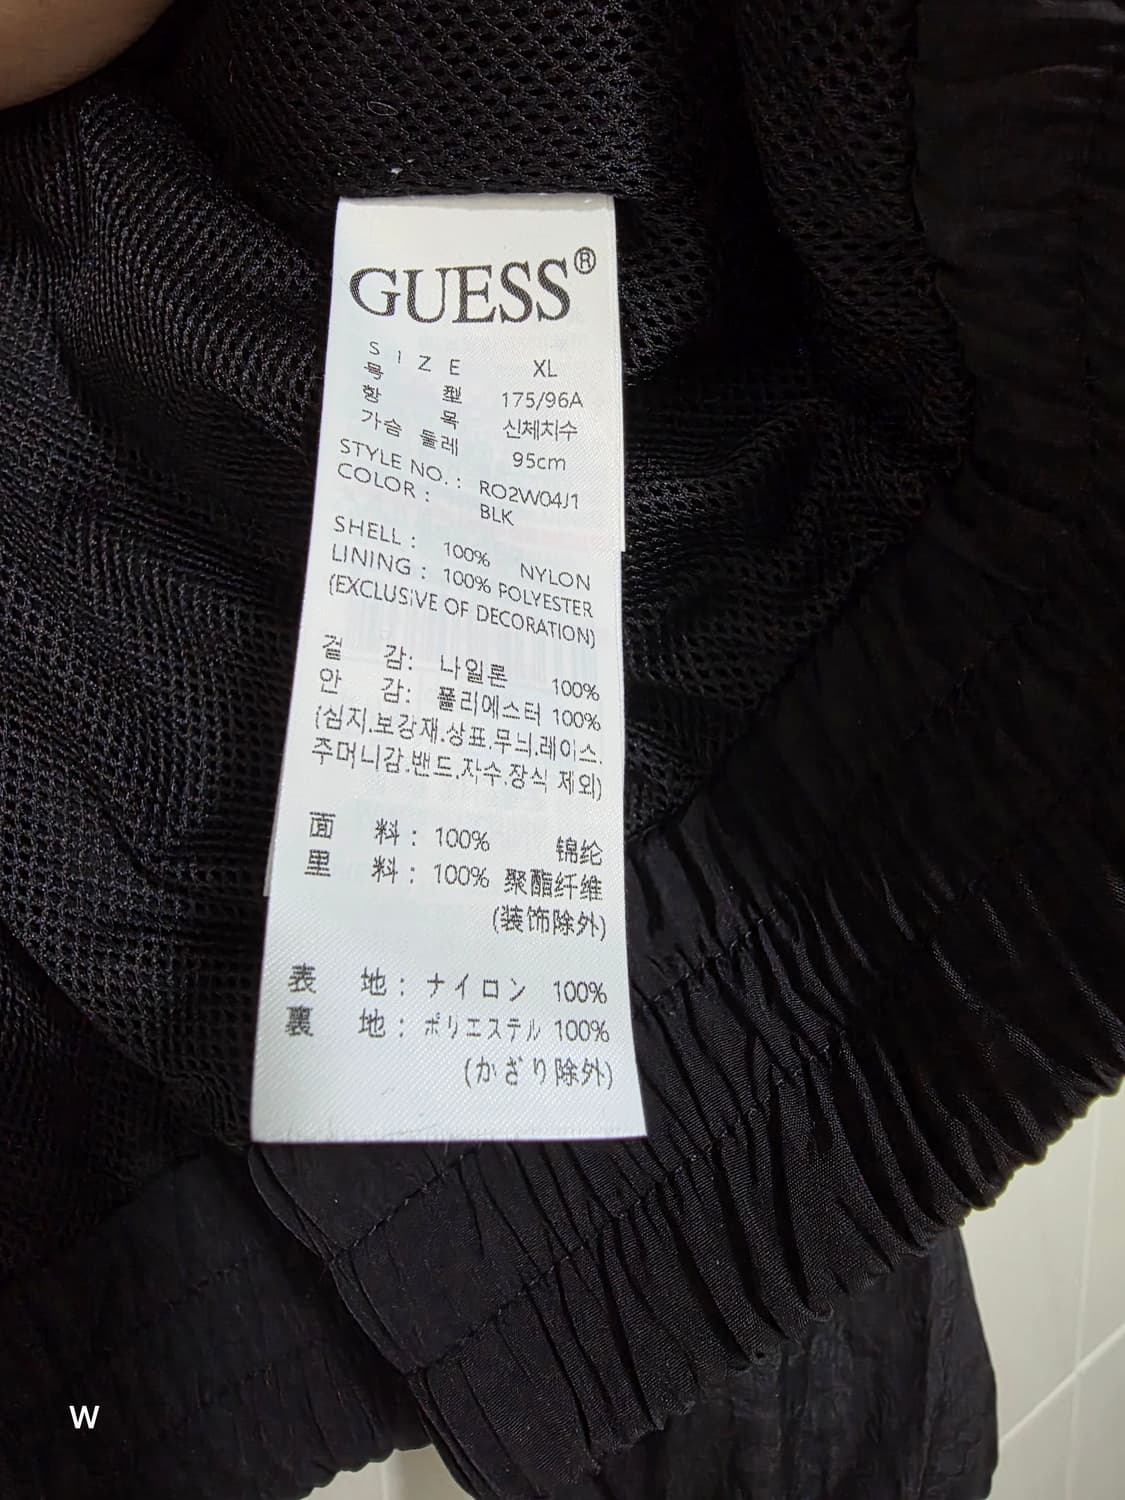 GUESS®
SIZE XL
号 型 175/96A
항 목 신체치수
가슴 둘레 95cm
STYLE NO. : RO2W04J1
COLOR : BLK
SHELL : 100% NYLON
LINING : 100% POLYESTER
(EXCLUSIVE OF DECORATION)
겉 감: 나일론 100%
안 감: 폴리에스터 100%
(심지.보강재.상표.무늬.레이스.
주머니감.밴드.자수.장식 제외)
面 料 : 100% 锦纶
里 料 : 100% 聚酯纤维
(装饰除外)
表 地 : ナイロン 100%
裏 地 : ポリエステル 100%
(かざり除外)
W